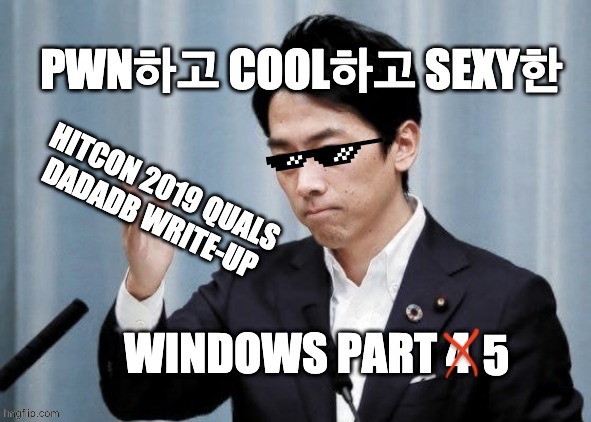 PWN하고 COOL하고 SEXY한
HITCON 2019 QUALS
DADADB WRITE-UP
WINDOWS PART 4 5
imgflip.com